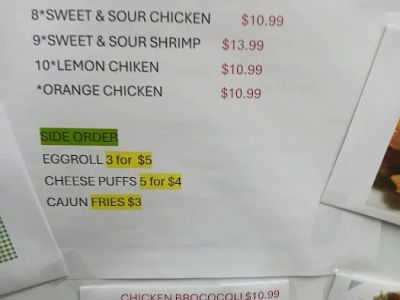 8*SWEET & SOUR CHICKEN $10.99
9*SWEET & SOUR SHRIMP $13.99
10*LEMON CHIKEN $10.99
*ORANGE CHICKEN $10.99
SIDE ORDER
EGGROLL 3 for $5
CHEESE PUFFS 5 for $4
CAJUN FRIES $3
CHICKEN BROCOCOLI $10.99